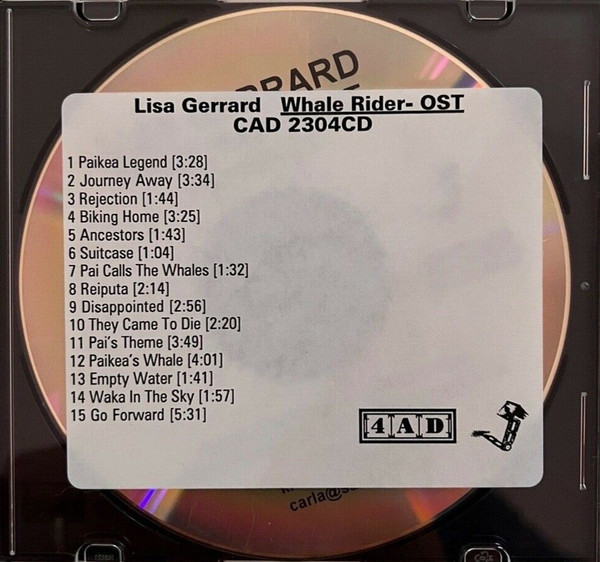 Lisa Gerrard Whale Rider- OST
CAD 2304CD
1 Paikea Legend [3:28]
2 Journey Away [3:34]
3 Rejection [1:44]
4 Biking Home [3:25]
5 Ancestors [1:43]
6 Suitcase [1:04]
7 Pai Calls The Whales [1:32]
8 Reiputa [2:14]
9 Disappointed [2:56]
10 They Came To Die [2:20]
11 Pai's Theme [3:49]
12 Paikea's Whale [4:01]
13 Empty Water [1:41]
14 Waka In The Sky [1:57]
15 Go Forward [5:31]
4AD